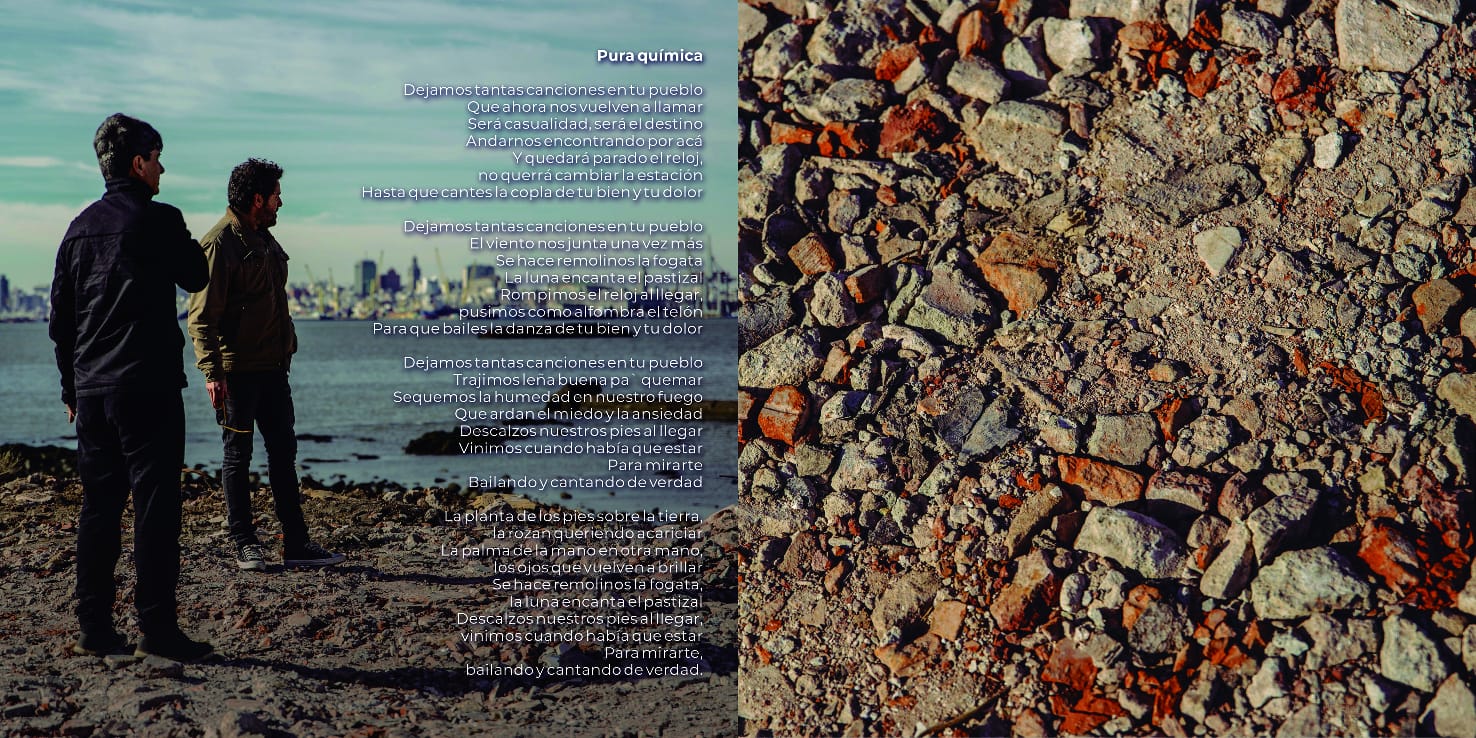 Pura química
Dejamos tantas canciones en tu pueblo
Que ahora nos vuelven a llamar
Será casualidad, será el destino
Andarnos encontrando por acá
Y quedará parado el reloj,
no querrá cambiar la estación
Hasta que cantes la copla de tu bien y tu dolor
Dejamos tantas canciones en tu pueblo
El viento nos junta una vez más
Se hace remolinos la fogata
La luna encanta el pastizal
Rompimos el reloj al llegar,
pusimos como alfombra el telón
Para que bailes la danza de tu bien y tu dolor
Dejamos tantas canciones en tu pueblo
Trajimos leña buena pa` quemar
Sequemos la humedad en nuestro fuego
Que ardan el miedo y la ansiedad
Descalzos nuestros pies al llegar
Vinimos cuando había que estar
Para mirarte
Bailando y cantando de verdad
La planta de los pies sobre la tierra,
la rozan queriendo acariciar
La palma de la mano en otra mano,
los ojos que vuelven a brillar
Se hace remolinos la fogata,
la luna encanta el pastizal
Descalzos nuestros pies al llegar,
vinimos cuando había que estar
Para mirarte,
bailando y cantando de verdad.